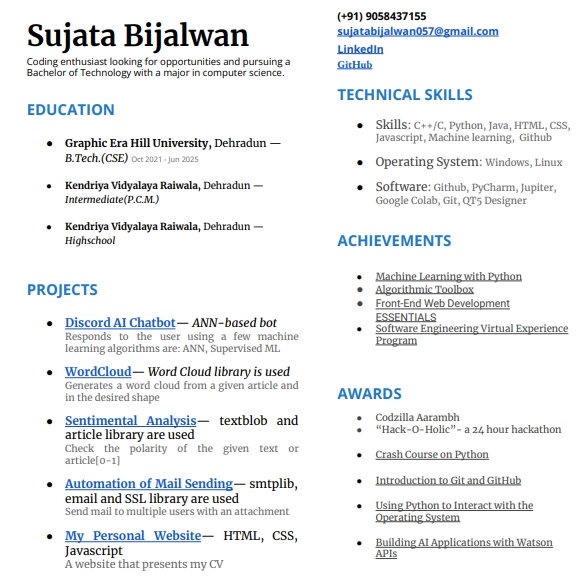 Sujata Bijalwan
Coding enthusiast looking for opportunities and pursuing a
Bachelor of Technology with a major in computer science.
EDUCATION
● Graphic Era Hill University, Dehradun —
B.Tech.(CSE) Oct 2021 - Jun 2025
● Kendriya Vidyalaya Raiwala, Dehradun —
Intermediate(P.C.M.)
● Kendriya Vidyalaya Raiwala, Dehradun —
Highschool
PROJECTS
● Discord AI Chatbot— ANN-based bot
Responds to the user using a few machine
learning algorithms are: ANN, Supervised ML
● WordCloud— Word Cloud library is used
Generates a word cloud from a given article and
in the desired shape
● Sentimental Analysis— textblob and
article library are used
Check the polarity of the given text or
article[0-1]
● Automation of Mail Sending— smtplib,
email and SSL library are used
Send mail to multiple users with an attachment
● My Personal Website— HTML, CSS,
Javascript
A website that presents my CV
(+91) 9058437155
sujatabijalwan057@gmail.com
LinkedIn
GitHub
TECHNICAL SKILLS
● Skills: C++/C, Python, Java, HTML, CSS,
Javascript, Machine learning, Github
● Operating System: Windows, Linux
● Software: Github, PyCharm, Jupiter,
Google Colab, Git, QT5 Designer
ACHIEVEMENTS
● Machine Learning with Python
● Algorithmic Toolbox
● Front-End Web Development
ESSENTIALS
● Software Engineering Virtual Experience
Program
AWARDS
● Codzilla Aarambh
● “Hack-O-Holic”- a 24 hour hackathon
● Crash Course on Python
● Introduction to Git and GitHub
● Using Python to Interact with the
Operating System
● Building AI Applications with Watson
APIs